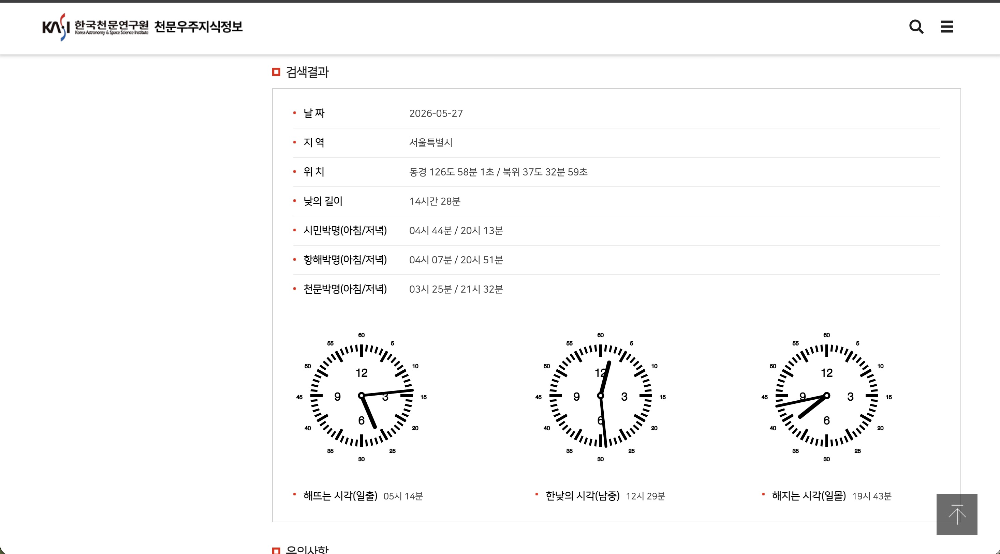 KASI 한국천문연구원 천문우주지식정보
Korea Astronomy & Space Science Institute
검색결과
날 짜 2026-05-27
지 역 서울특별시
위 치 동경 126도 58분 1초 / 북위 37도 32분 59초
낮의 길이 14시간 28분
시민박명(아침/저녁) 04시 44분 / 20시 13분
항해박명(아침/저녁) 04시 07분 / 20시 51분
천문박명(아침/저녁) 03시 25분 / 21시 32분
60
55 5
50 10
12
45 9 3 15
6
40 20
35 25
30
60
55 5
50 10
12
45 9 3 15
6
40 20
35 25
30
60
55 5
50 10
12
45 9 3 15
6
40 20
35 25
30
해뜨는 시각(일출) 05시 14분
한낮의 시각(남중) 12시 29분
해지는 시각(일몰) 19시 43분
유의사항